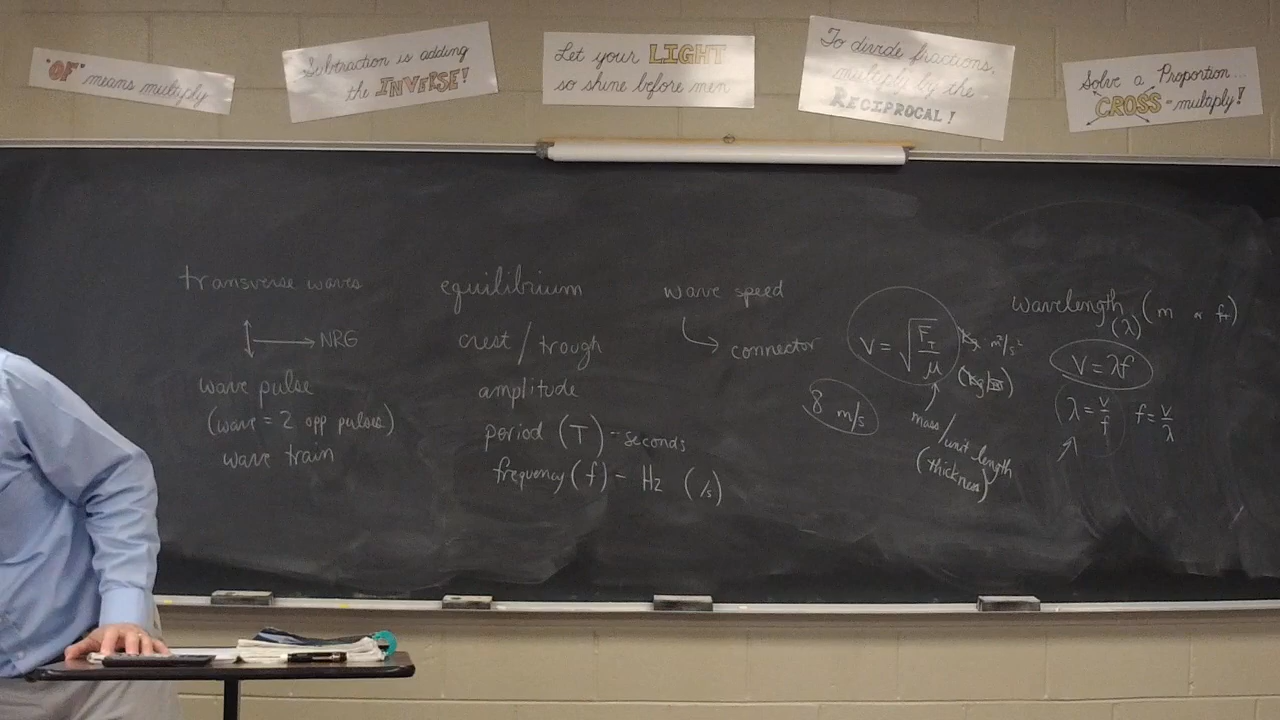 "OF" means multiply
Subtraction is adding
the INVERSE!
Let your LIGHT
so shine before men
To divide fractions,
multiply by the
RECIPROCAL!
Solve a Proportion...
CROSS-multiply!
transverse waves
NRG
wave pulse
(wave = 2 opp pulses)
wave train
equilibrium
crest / trough
amplitude
period (T) - seconds
frequency (f) - Hz (/s)
wave speed
connector
8 m/s
V = √(F_T/μ)
m²/s²
mass/unit length
(thickness)
wavelength (m or ft)
(λ)
V = λf
λ = v/f f = v/λ